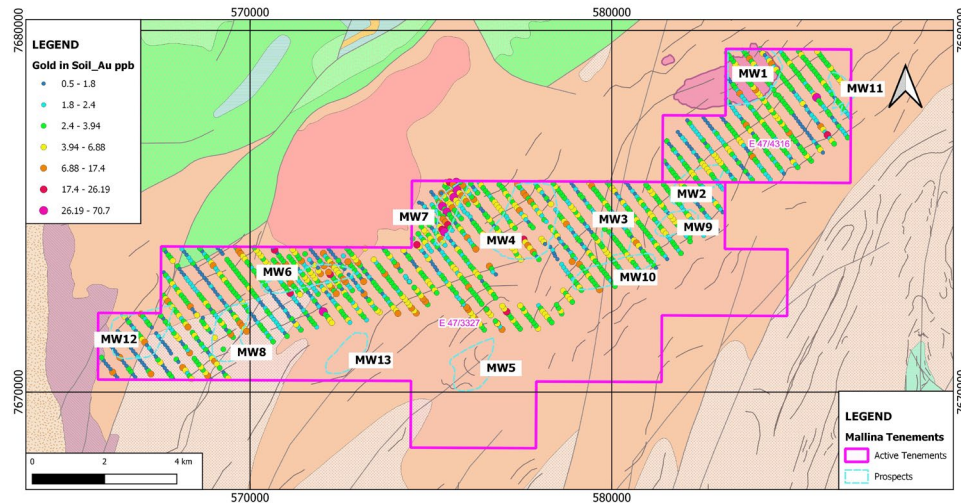 570000
580000
7680000
7680000
LEGEND
Gold in Soil_Au ppb
0.5 - 1.8
1.8 - 2.4
2.4 - 3.94
3.94 - 6.88
6.88 - 17.4
17.4 - 26.19
26.19 - 70.7
MW1
MW11
E 47/4316
MW2
MW7
MW3
MW9
MW4
MW6
MW10
E 47/3327
MW12
MW8
MW13
MW5
7670000
7670000
LEGEND
Mallina Tenements
Active Tenements
Prospects
0 2 4 km
570000
580000